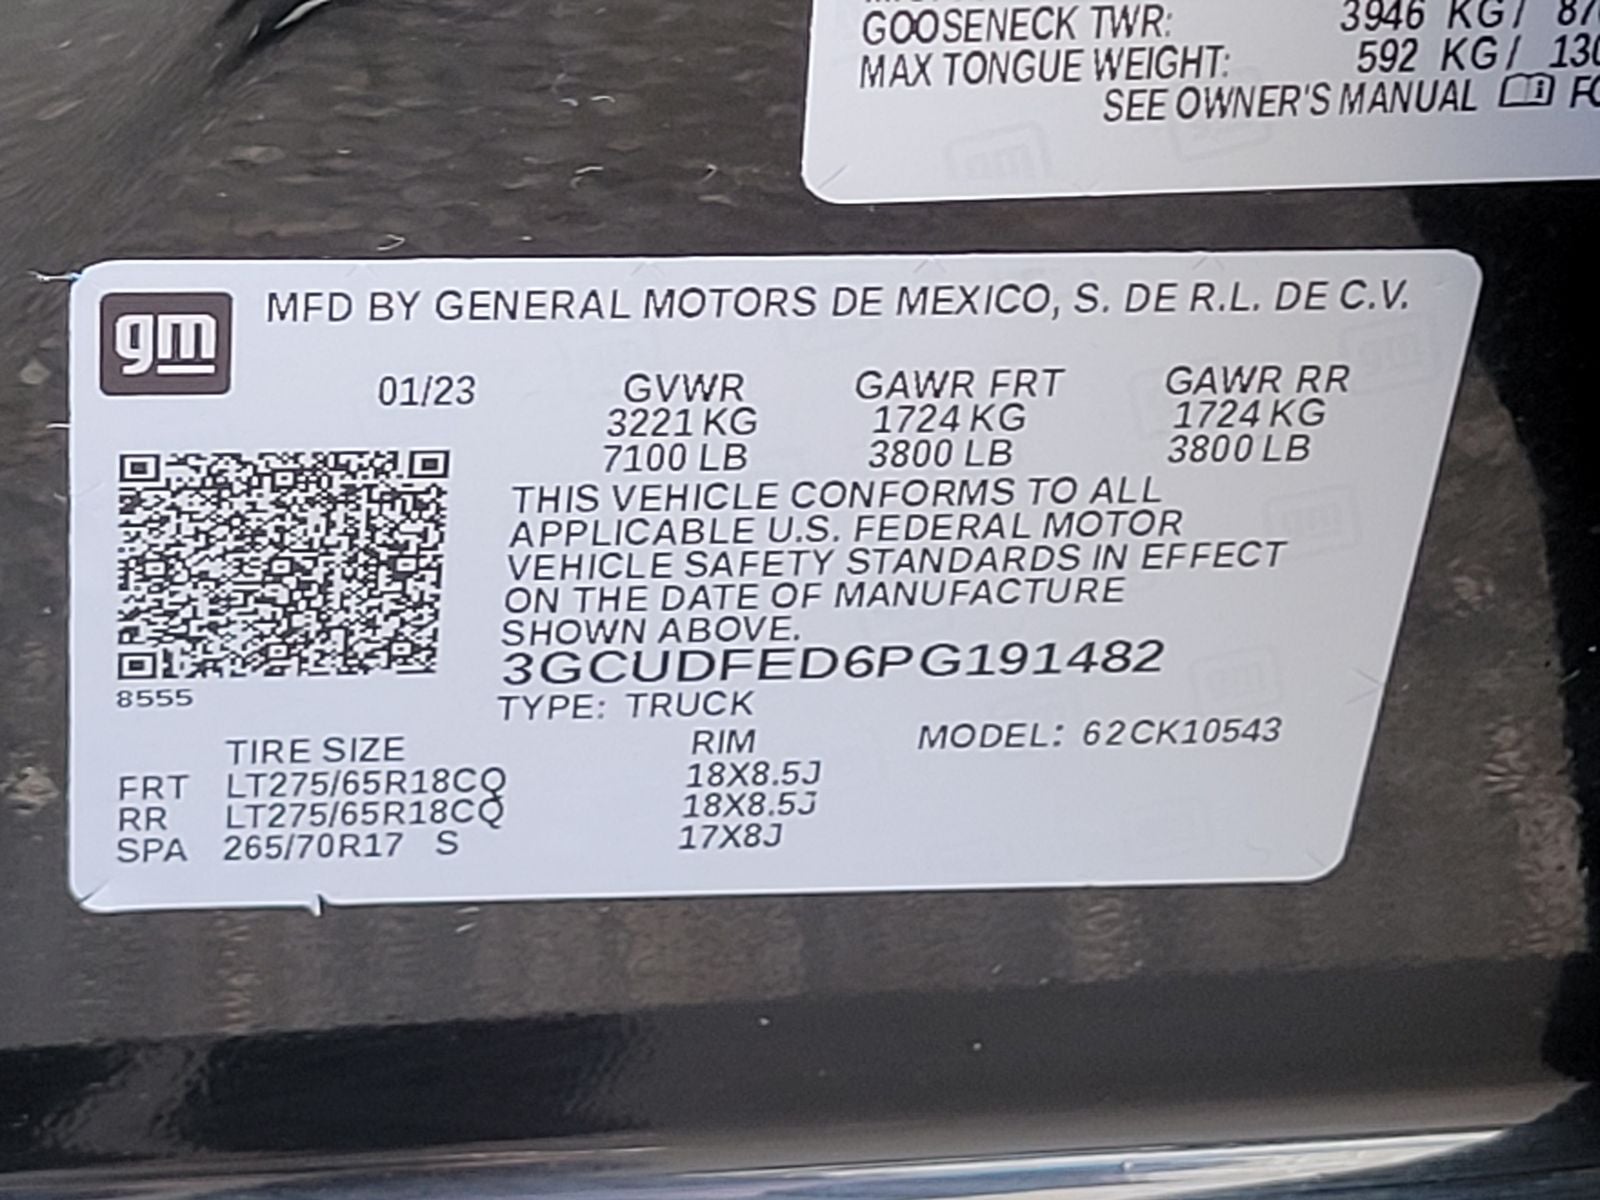 GOOSENECK TWR: 3946 KG/
MAX TONGUE WEIGHT: 592 KG/
SEE OWNER'S MANUAL
gm
MFD BY GENERAL MOTORS DE MEXICO, S. DE R.L. DE C.V.
01/23 GVWR GAWR FRT GAWR RR
3221 KG 1724 KG 1724 KG
7100 LB 3800 LB 3800 LB
THIS VEHICLE CONFORMS TO ALL
APPLICABLE U.S. FEDERAL MOTOR
VEHICLE SAFETY STANDARDS IN EFFECT
ON THE DATE OF MANUFACTURE
SHOWN ABOVE.
3GCUDFED6PG191482
8555
TYPE: TRUCK
MODEL: 62CK10543
TIRE SIZE RIM
FRT LT275/65R18CQ 18X8.5J
RR LT275/65R18CQ 18X8.5J
SPA 265/70R17 S 17X8J